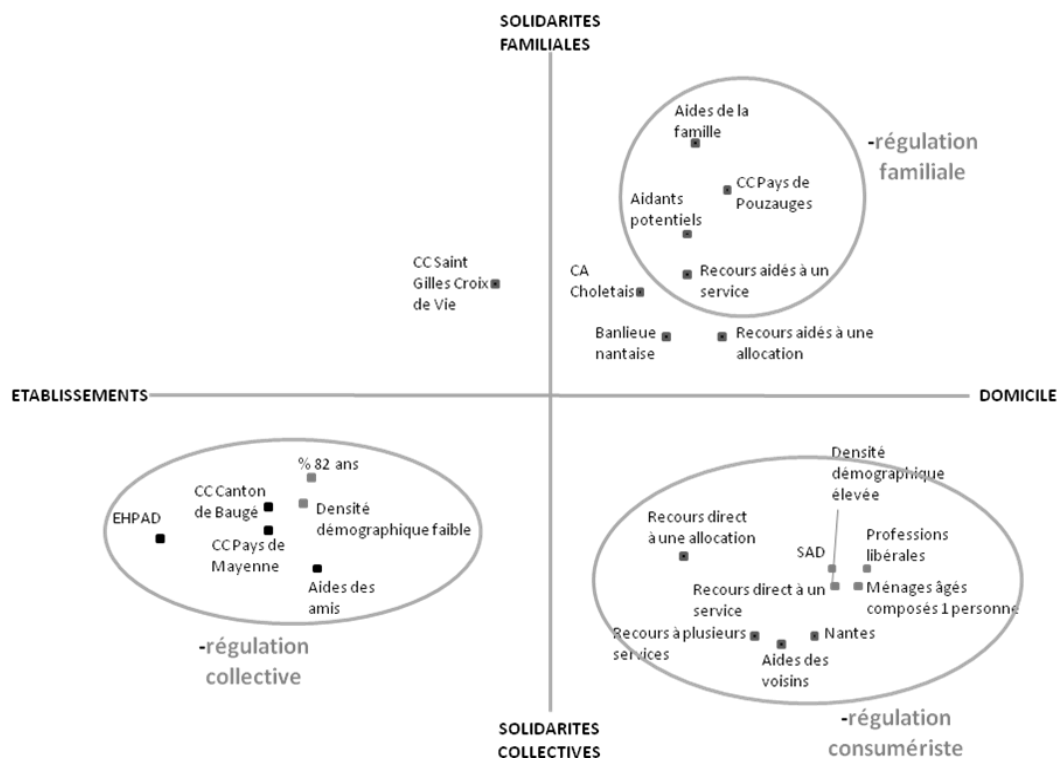 SOLIDARITES
FAMILIALES
Aides de la
famille
-régulation
familiale
CC Pays de
Pouzauges
Aidants
potentiels
CC Saint
Gilles Croix
de Vie
CA
Choletais
Recours aidés à un
service
Banlieue
nantaise
Recours aidés à une
allocation
ETABLISSEMENTS
DOMICILE
% 82 ans
CC Canton
de Baugé
EHPAD
Densité
démographique faible
CC Pays de
Mayenne
Aides des
amis
-régulation
collective
Densité
démographique
élevée
Recours direct
à une allocation
SAD
Professions
libérales
Recours direct à un
service
Ménages âgés
composés 1 personne
Recours à plusieurs
services
Nantes
Aides des
voisins
-régulation
consumériste
SOLIDARITES
COLLECTIVES